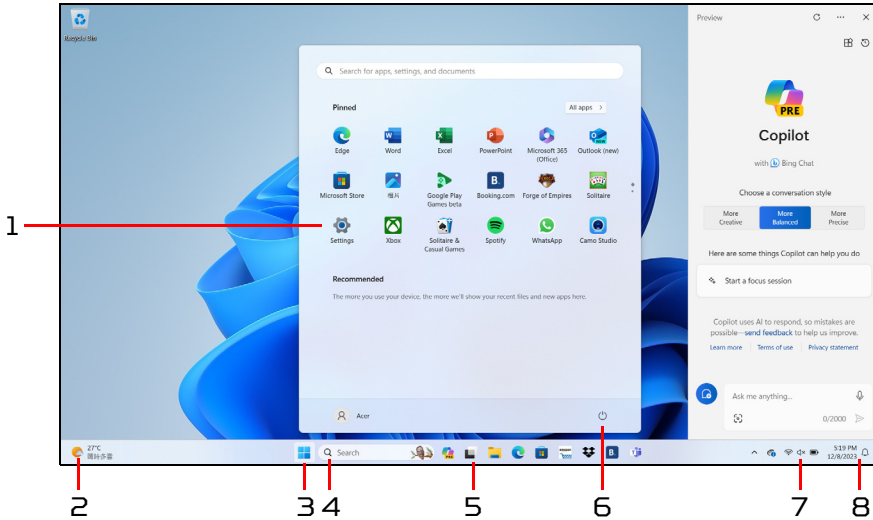 Recycle Bin
Search for apps, settings, and documents
Pinned
All apps >
Edge
Word
Excel
PowerPoint
Microsoft 365
(Office)
Outlook (new)
Microsoft Store
相片
Google Play
Games beta
Booking.com
Forge of Empires
Solitaire
Settings
Xbox
Solitaire &
Casual Games
Spotify
WhatsApp
Camo Studio
Recommended
The more you use your device, the more we'll show your recent files and new apps here.
Acer
Preview
PRE
Copilot
with Bing Chat
Choose a conversation style
More
Creative
More
Balanced
More
Precise
Here are some things Copilot can help you do
Start a focus session
Copilot uses AI to respond, so mistakes are
possible—send feedback to help us improve.
Learn more
Terms of use
Privacy statement
Ask me anything...
0/2000
27°C
晴時多雲
Search
5:19 PM
12/8/2023
1
2
3
4
5
6
7
8